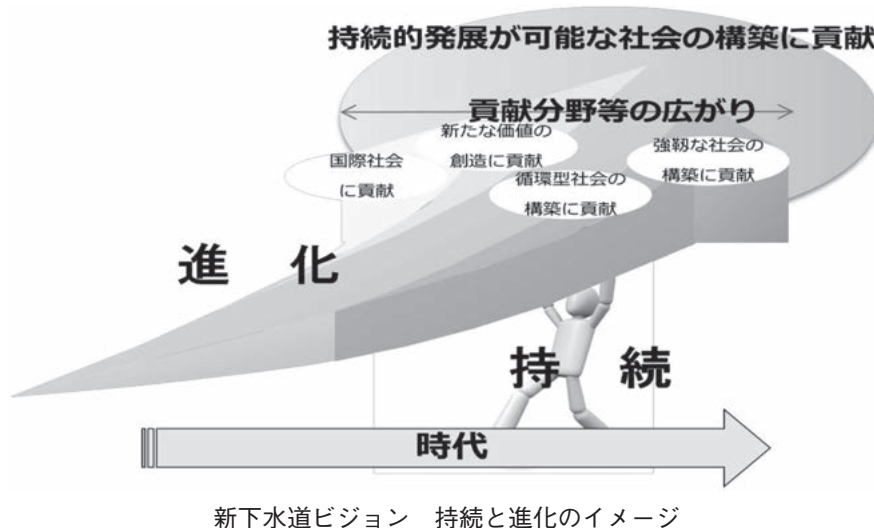 持続的発展が可能な社会の構築に貢献
貢献分野等の広がり
新たな価値の
創造に貢献
国際社会
に貢献
強靱な社会の
構築に貢献
循環型社会の
構築に貢献
進 化
持 続
時代
新下水道ビジョン 持続と進化のイメージ